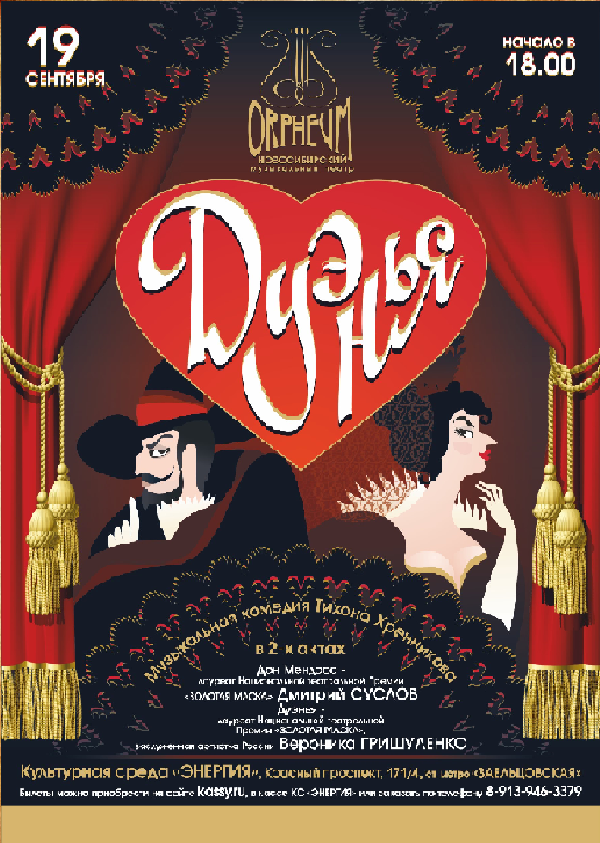 19
СЕНТЯБРЯ
НАЧАЛО В
18.00
ORPHEUM
НОВОСИБИРСКИЙ
МУЗЫКАЛЬНЫЙ ТЕАТР
Дуэнья
Музыкальная комедия Тихона Хренникова
в 2-х актах
Дон Мендозо -
лауреат Национальной театральной Премии
«ЗОЛОТАЯ МАСКА» Дмитрий СУСЛОВ
Дуэнья -
лауреат Национальной театральной
Премии «ЗОЛОТАЯ МАСКА»,
заслуженная артистка России Вероника ГРИШУЛЕНКО
Культурная среда «ЭНЕРГИЯ», Красный проспект, 171/4, ст. метро «ЗАЕЛЬЦОВСКАЯ»
Билеты можно приобрести на сайте kassy.ru, в кассе КС «ЭНЕРГИЯ» или заказать по телефону 8-913-946-3379